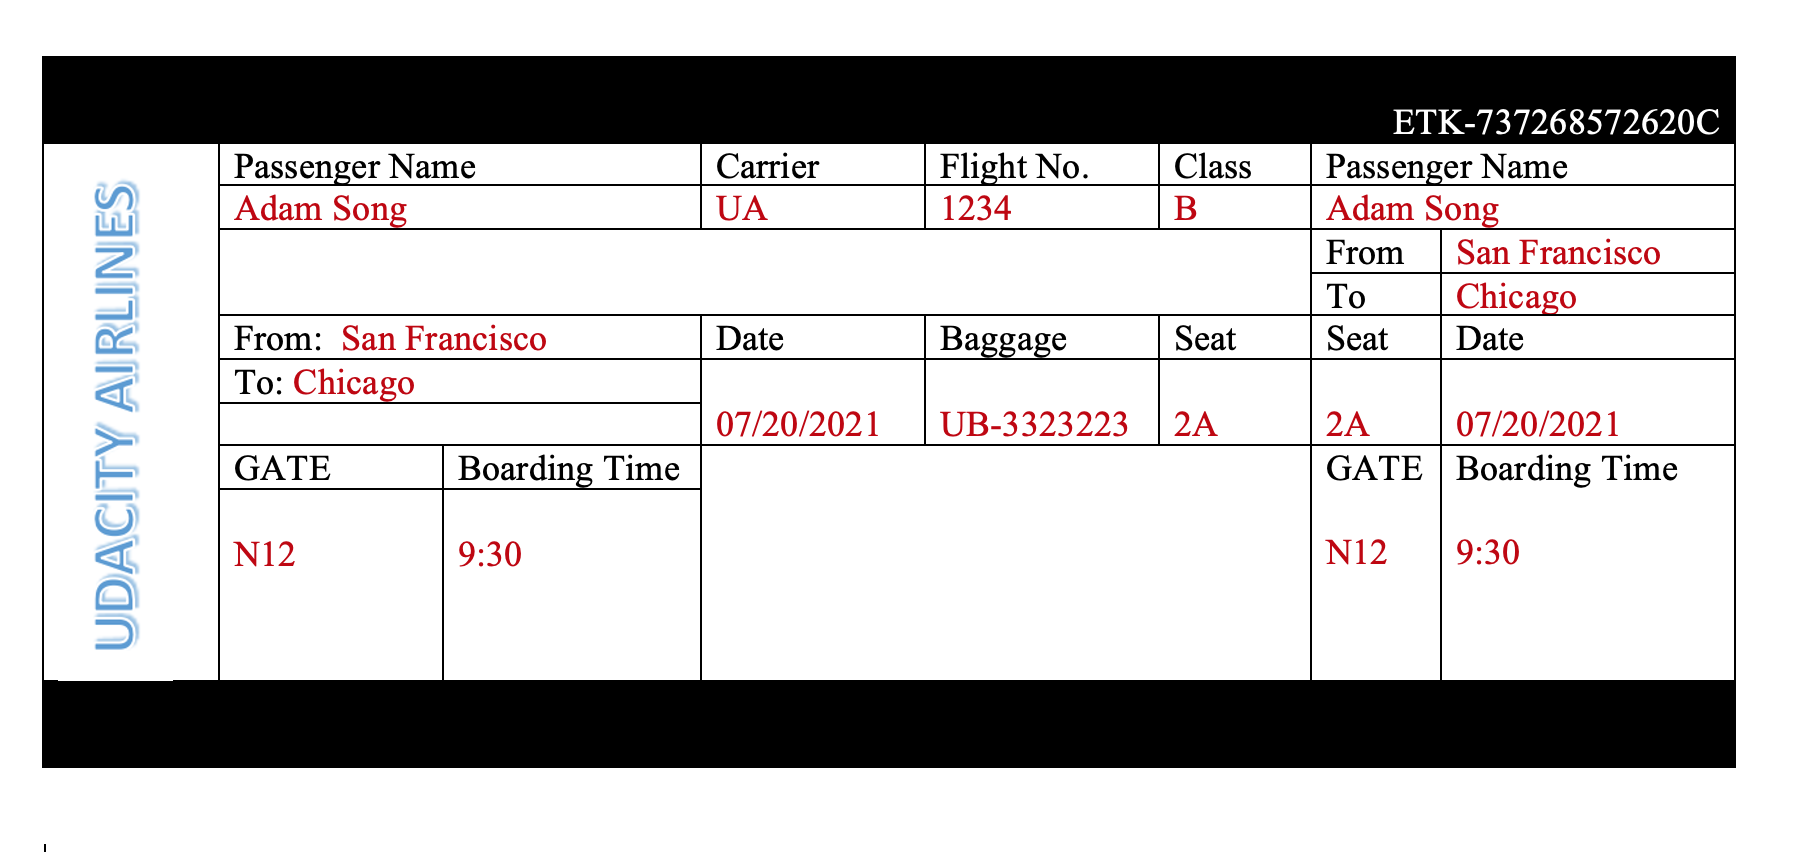 ETK-737268572620C
UDACITY AIRLINES
Passenger Name Carrier Flight No. Class Passenger Name
Adam Song UA 1234 B Adam Song
From San Francisco
To Chicago
From: San Francisco Date Baggage Seat Seat Date
To: Chicago
07/20/2021 UB-3323223 2A 2A 07/20/2021
GATE Boarding Time GATE Boarding Time
N12 9:30 N12 9:30